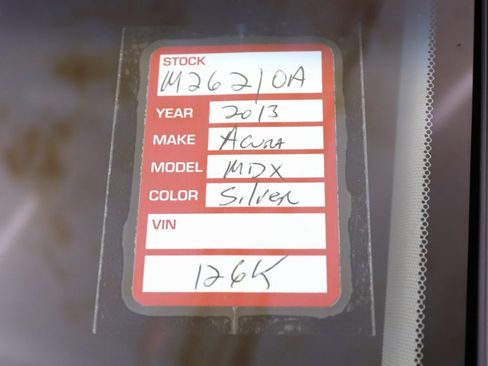 STOCK
M26210A
YEAR 2013
MAKE Acura
MODEL MDX
COLOR Silver
VIN
126K